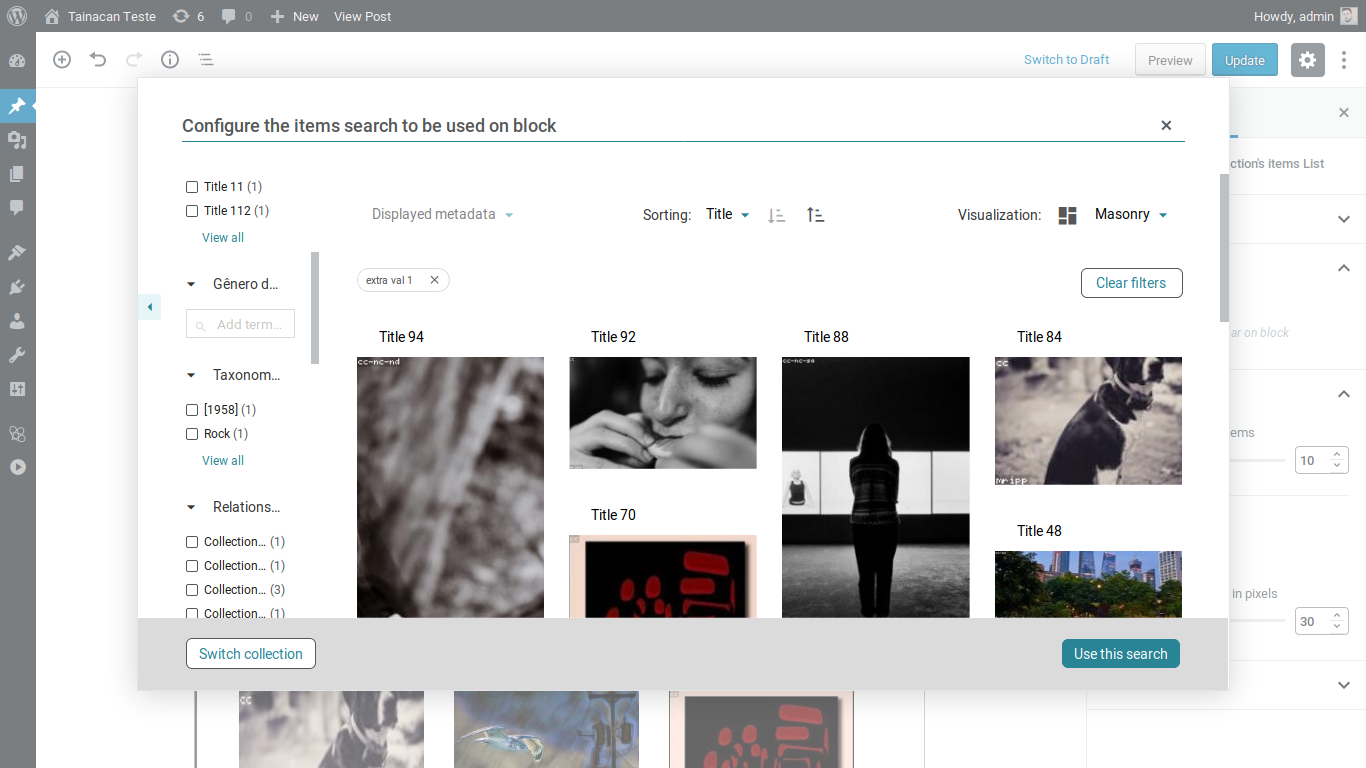 Tainacan Teste 6 0 New View Post Howdy, admin
Switch to Draft Preview Update
Configure the items search to be used on block
ction's items List
Title 11 (1)
Title 112 (1)
View all
Displayed metadata Sorting: Title Visualization: Masonry
Gênero d...
Add term...
extra val 1 Clear filters
ar on block
Title 94 Title 92 Title 88 Title 84
cc-nc-nd
cc
Taxonom...
[1958] (1)
Rock (1)
View all
ems
10
mripp
Relations...
Title 70
Title 48
Collection... (1)
Collection... (1)
Collection... (3)
Collection... (1)
in pixels
30
Switch collection Use this search
cc